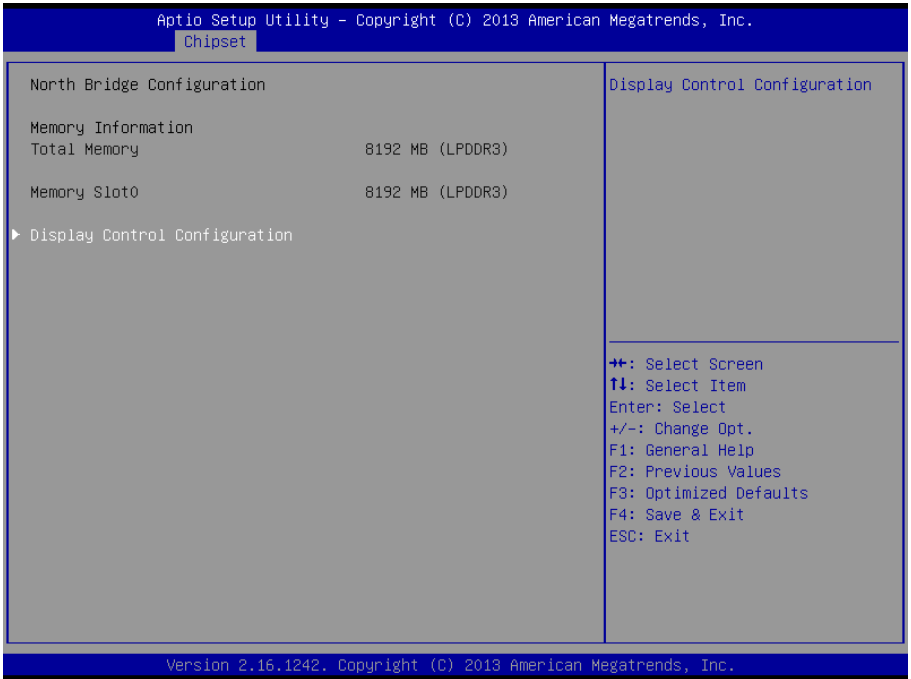 Aptio Setup Utility – Copyright (C) 2013 American Megatrends, Inc.
Chipset
North Bridge Configuration
Memory Information
Total Memory 8192 MB (LPDDR3)
Memory Slot0 8192 MB (LPDDR3)
► Display Control Configuration
Display Control Configuration
→←: Select Screen
↑↓: Select Item
Enter: Select
+/-: Change Opt.
F1: General Help
F2: Previous Values
F3: Optimized Defaults
F4: Save & Exit
ESC: Exit
Version 2.16.1242. Copyright (C) 2013 American Megatrends, Inc.